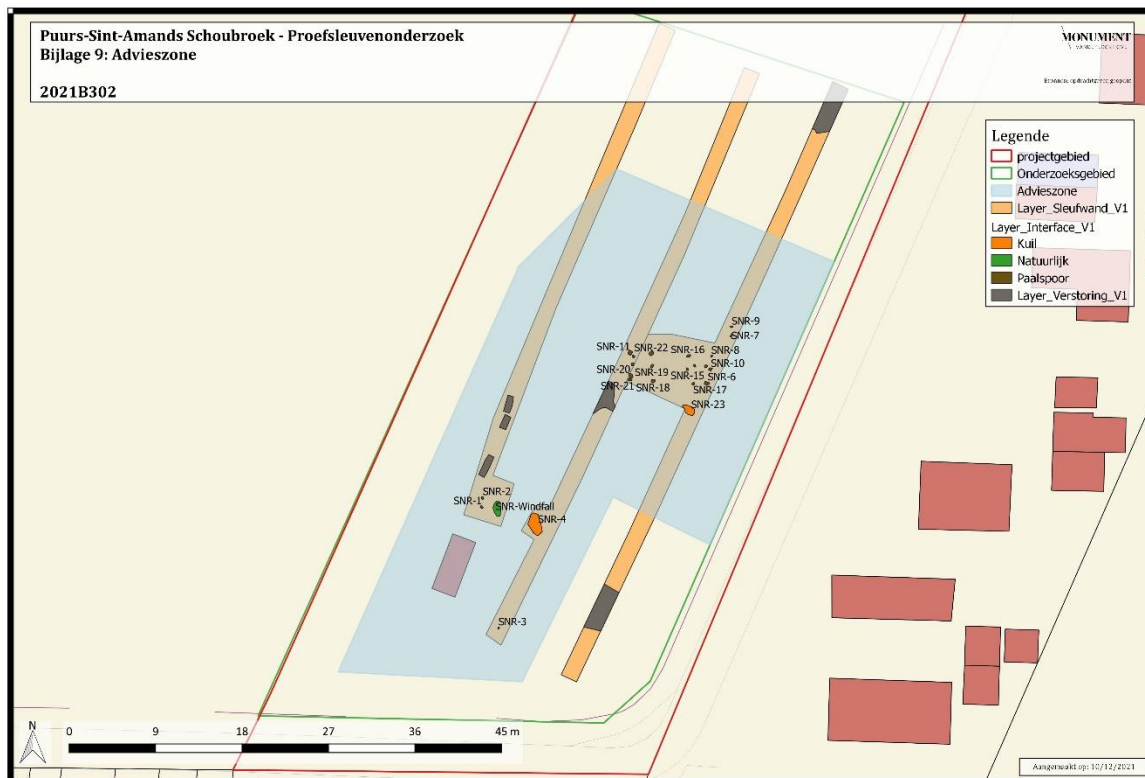 Puurs-Sint-Amands Schoubroek - Proefsleuvenonderzoek
Bijlage 9: Advieszone
2021B302
MONUMENT
Legende
projectgebied
Onderzoeksgebied
Advieszone
Layer_Sleufwand_V1
Layer_Interface_V1
Kuil
Natuurlijk
Paalspoor
Layer_Verstoring_V1
SNR-9
SNR-7
SNR-11
SNR-22
SNR-16
SNR-8
SNR-20
SNR-19
SNR-15
SNR-10
SNR-21
SNR-18
SNR-6
SNR-17
SNR-23
SNR-2
SNR-1
SNR-Windfall
SNR-4
SNR-3
N
0 9 18 27 36 45 m
Aangemaakt op: 10/12/2021